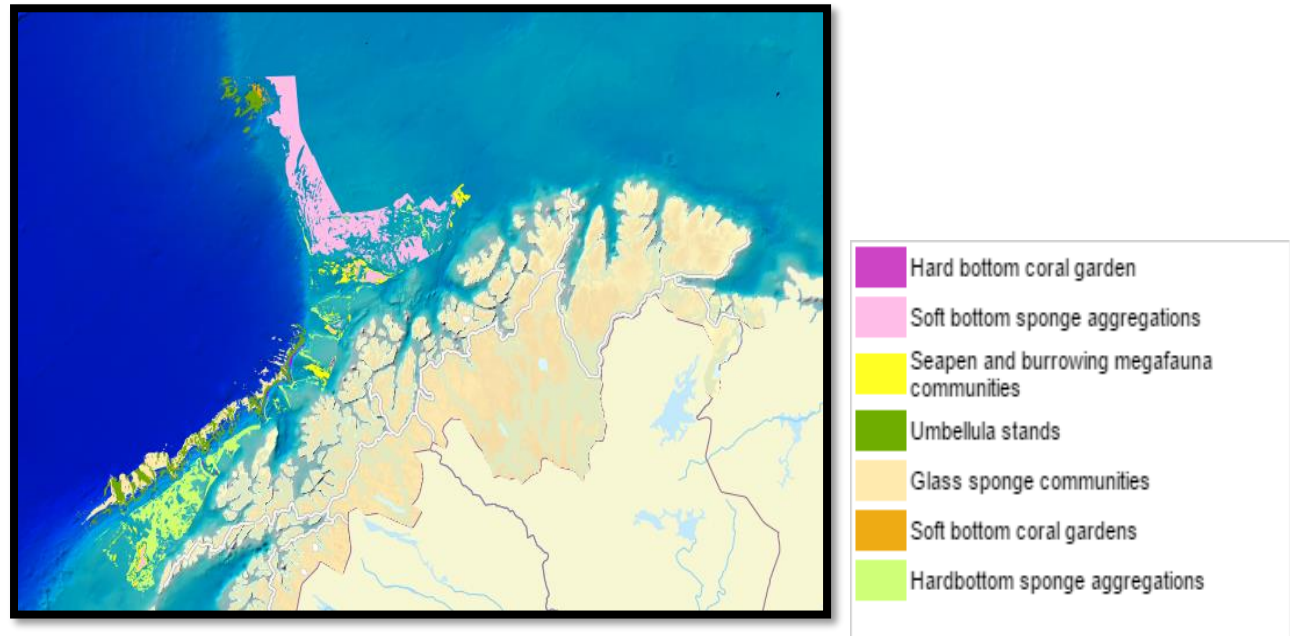 Hard bottom coral garden
Soft bottom sponge aggregations
Seapen and burrowing megafauna
communities
Umbellula stands
Glass sponge communities
Soft bottom coral gardens
Hardbottom sponge aggregations